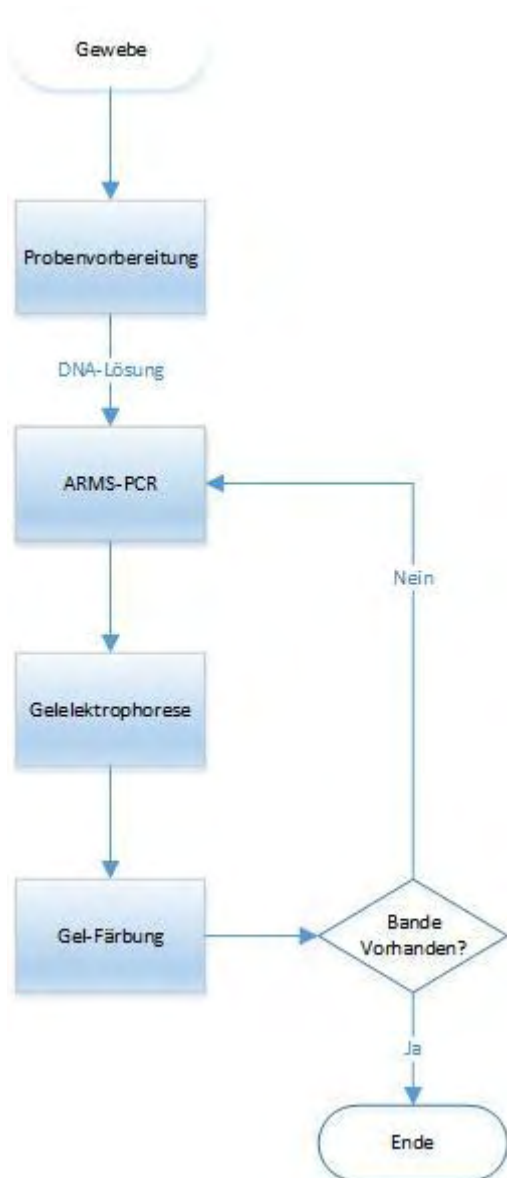 Gewebe
Probenvorbereitung
DNA-Lösung
ARMS-PCR
Nein
Gelelektrophorese
Gel-Färbung
Bande
Vorhanden?
Ja
Ende